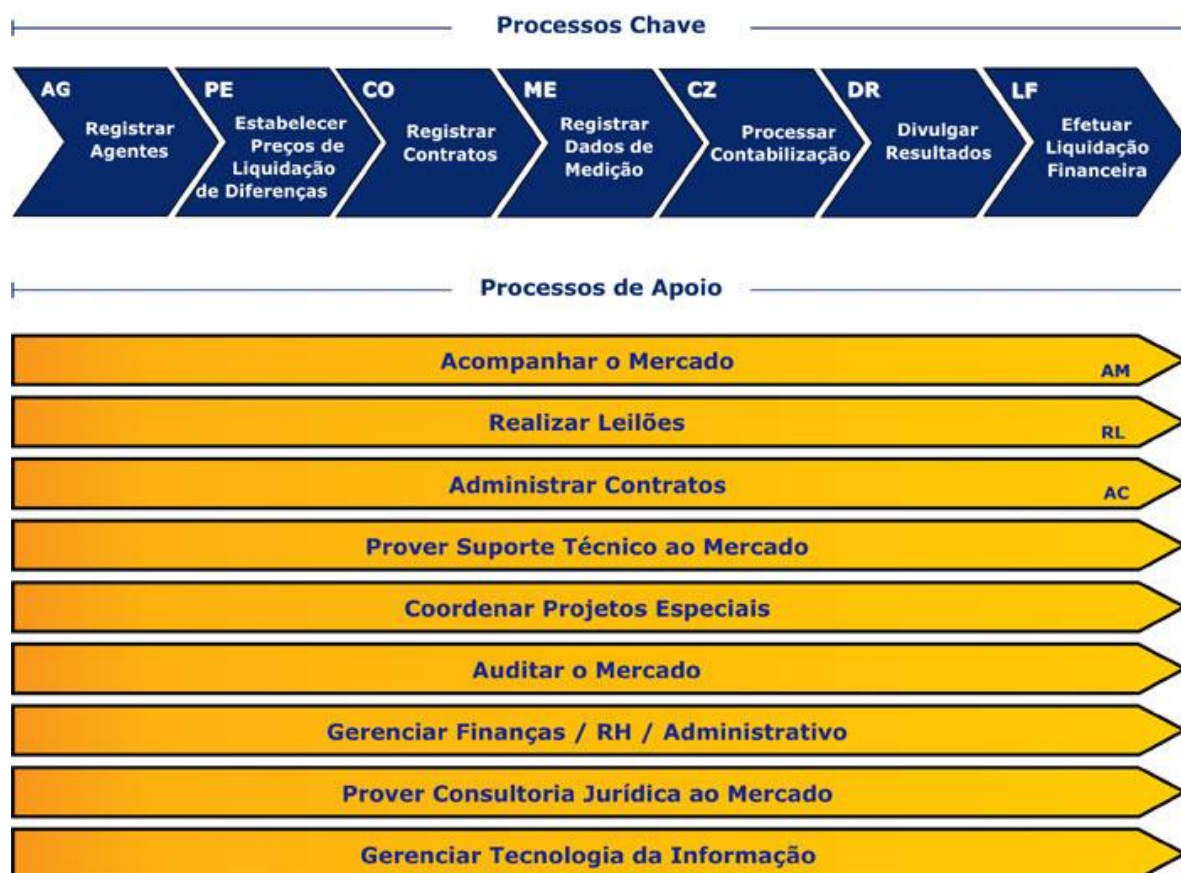 Processos Chave
AG
Registrar
Agentes
PE
Estabelecer
Preços de
Liquidação
de Diferenças
CO
Registrar
Contratos
ME
Registrar
Dados de
Medição
CZ
Processar
Contabilização
DR
Divulgar
Resultados
LF
Efetuar
Liquidação
Financeira
Processos de Apoio
Acompanhar o Mercado
AM
Realizar Leilões
RL
Administrar Contratos
AC
Prover Suporte Técnico ao Mercado
Coordenar Projetos Especiais
Auditar o Mercado
Gerenciar Finanças / RH / Administrativo
Prover Consultoria Jurídica ao Mercado
Gerenciar Tecnologia da Informação